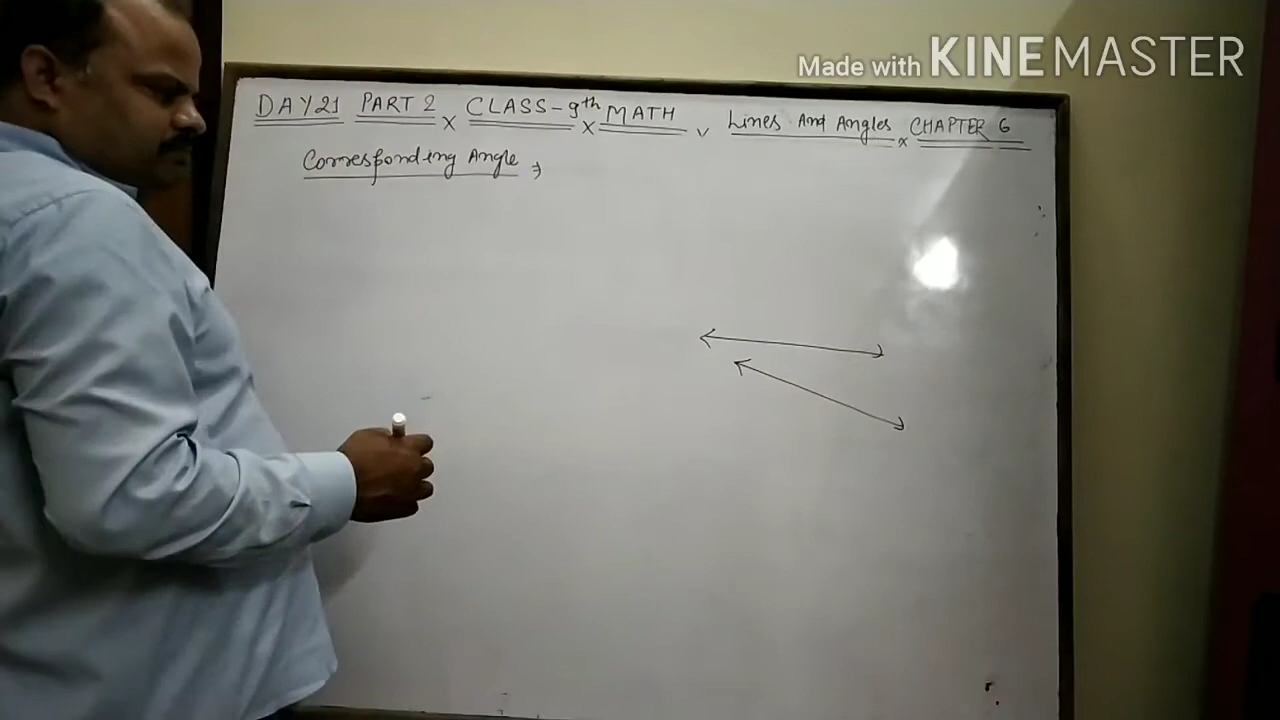 Made with KINEMASTER
DAY 21 PART 2 x CLASS-9th x MATH x Lines And Angles x CHAPTER 6
Corresponding Angle